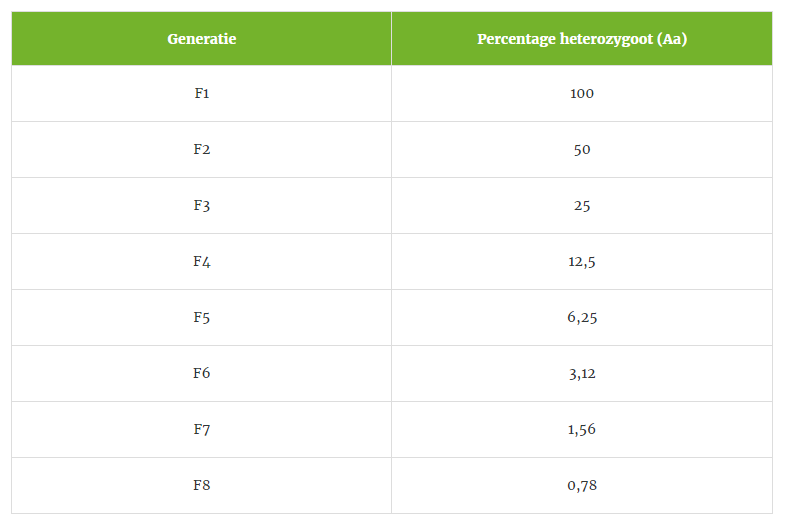 Generatie Percentage heterozygoot (Aa)
F1 100
F2 50
F3 25
F4 12,5
F5 6,25
F6 3,12
F7 1,56
F8 0,78